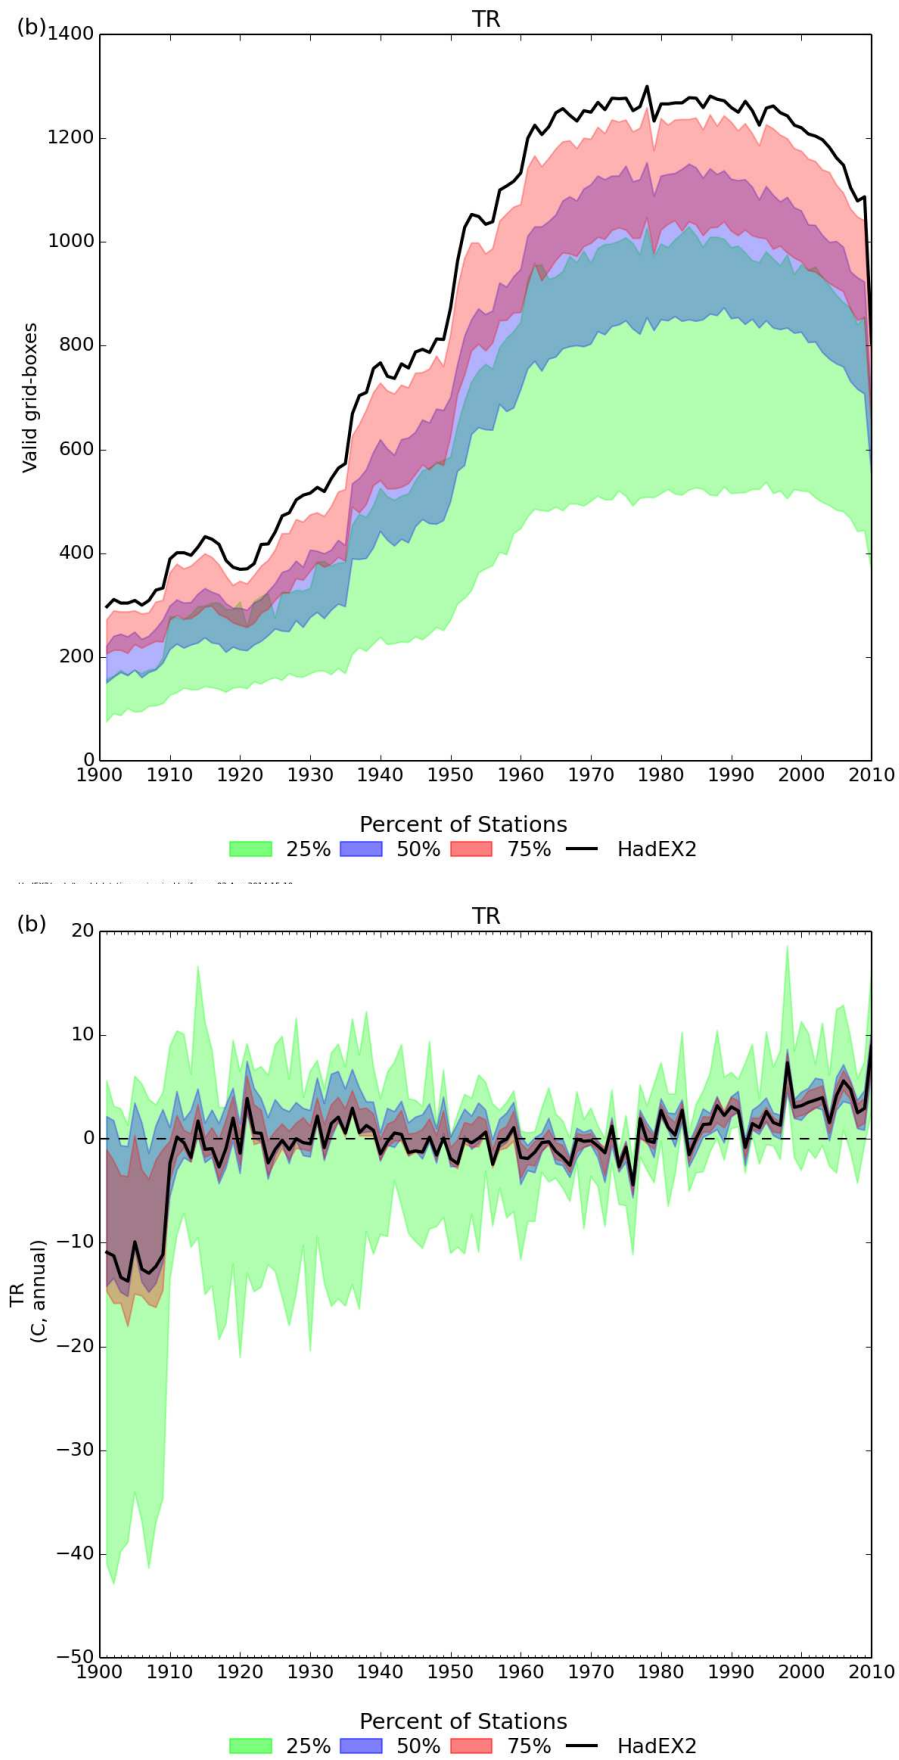 (b)
TR
1400
1200
1000
800
600
400
200
0
Valid grid-boxes
1900 1910 1920 1930 1940 1950 1960 1970 1980 1990 2000 2010
Percent of Stations
25% 50% 75% HadEX2
(b)
TR
20
10
0
−10
−20
−30
−40
−50
TR
(C, annual)
1900 1910 1920 1930 1940 1950 1960 1970 1980 1990 2000 2010
Percent of Stations
25% 50% 75% HadEX2